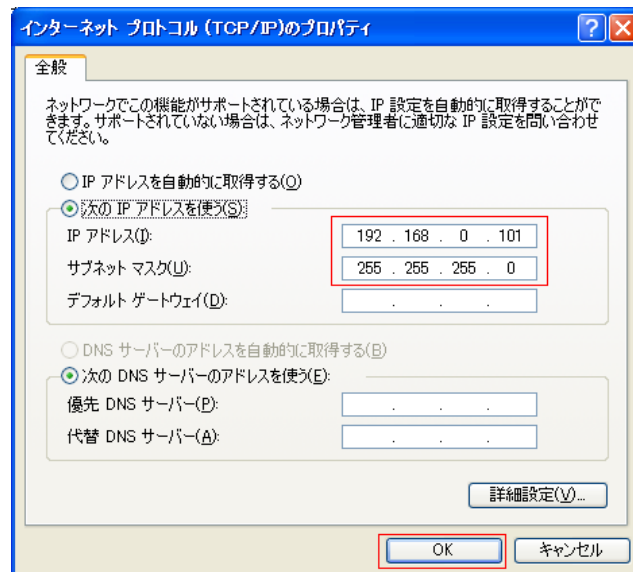 インターネット プロトコル (TCP/IP)のプロパティ
全般
ネットワークでこの機能がサポートされている場合は、IP 設定を自動的に取得することがで
きます。サポートされていない場合は、ネットワーク管理者に適切な IP 設定を問い合わせ
てください。
IP アドレスを自動的に取得する(O)
次の IP アドレスを使う(S):
IP アドレス(I): 192 . 168 . 0 . 101
サブネット マスク(U): 255 . 255 . 255 . 0
デフォルト ゲートウェイ(D): . . .
DNS サーバーのアドレスを自動的に取得する(B)
次の DNS サーバーのアドレスを使う(E):
優先 DNS サーバー(P): . . .
代替 DNS サーバー(A): . . .
詳細設定(V)...
OK キャンセル